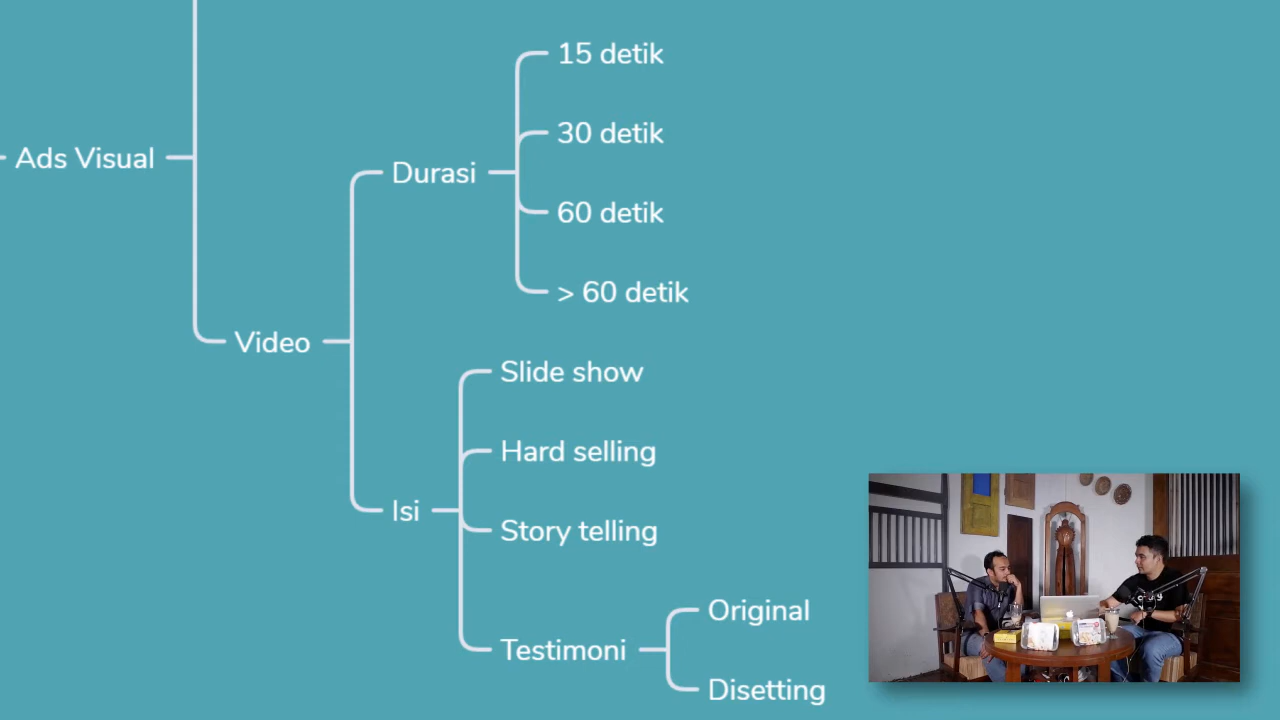 Ads Visual
Video
Durasi
15 detik
30 detik
60 detik
> 60 detik
Isi
Slide show
Hard selling
Story telling
Testimoni
Original
Disetting